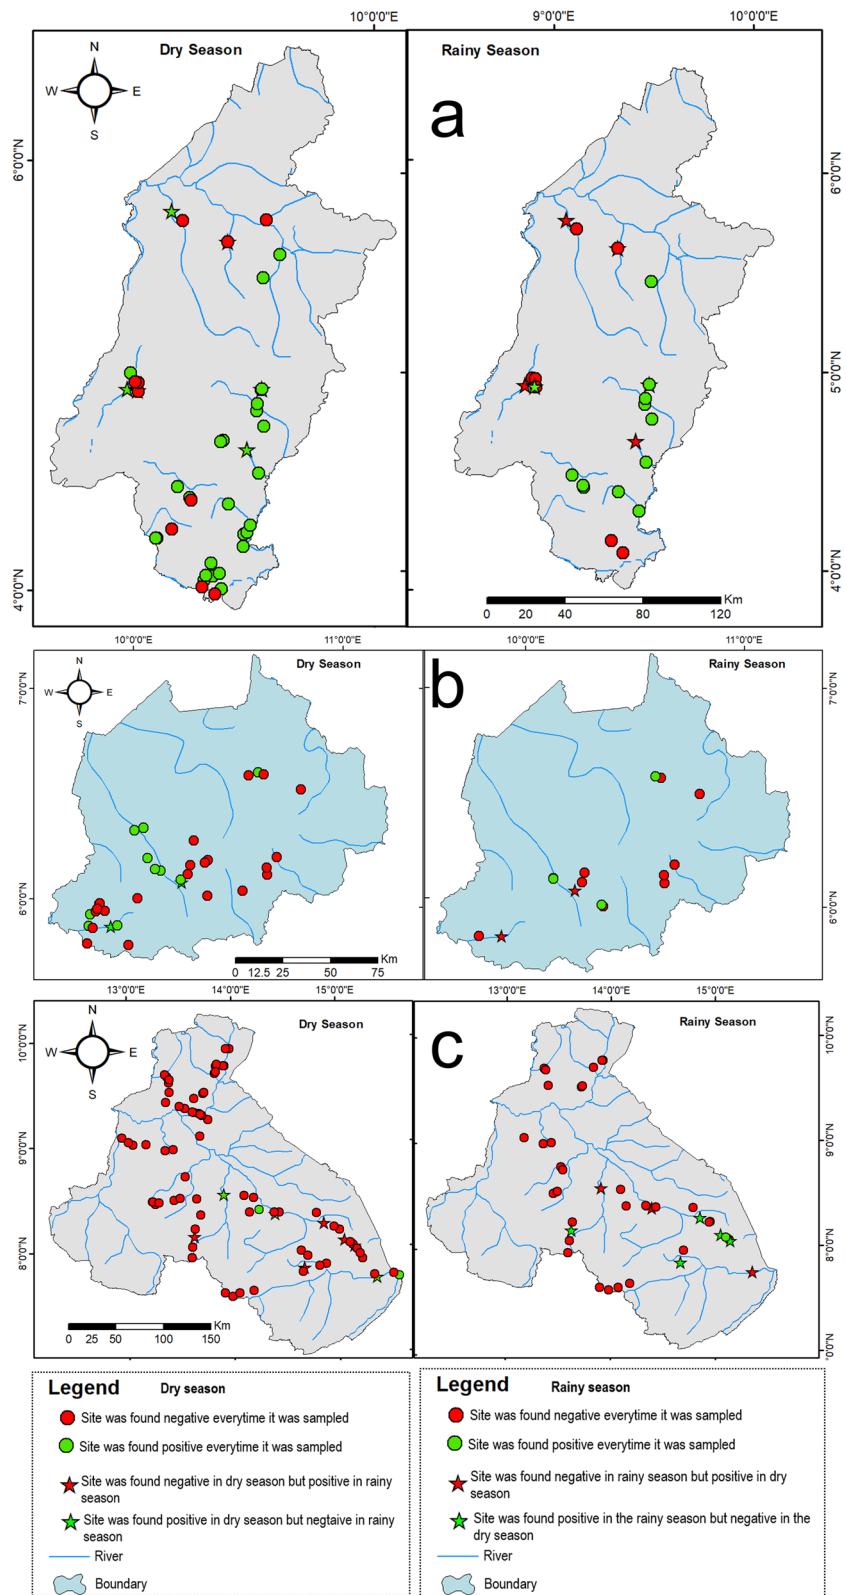 10°0'0"E
9°0'0"E
10°0'0"E
Dry Season
Rainy Season
N
W
E
S
a
6°0'0"N
6°0'0"N
5°0'0"N
4°0'0"N
4°0'0"N
Km
0 20 40 80 120
10°0'0"E
11°0'0"E
10°0'0"E
11°0'0"E
Dry Season
Rainy Season
N
W
E
S
b
7°0'0"N
7°0'0"N
6°0'0"N
6°0'0"N
Km
0 12.5 25 50 75
13°0'0"E
14°0'0"E
15°0'0"E
13°0'0"E
14°0'0"E
15°0'0"E
Dry Season
Rainy Season
N
W
E
S
c
10°0'0"N
10°0'0"N
9°0'0"N
9°0'0"N
8°0'0"N
8°0'0"N
°0'0"N
Km
0 25 50 100 150
Legend
Dry season
Site was found negative everytime it was sampled
Site was found positive everytime it was sampled
Site was found negative in dry season but positive in rainy
season
Site was found positive in dry season but negtaive in rainy
season
River
Boundary
Legend
Rainy season
Site was found negative everytime it was sampled
Site was found positive everytime it was sampled
Site was found negative in rainy season but positive in dry
season
Site was found positive in the rainy season but negative in the
dry season
River
Boundary